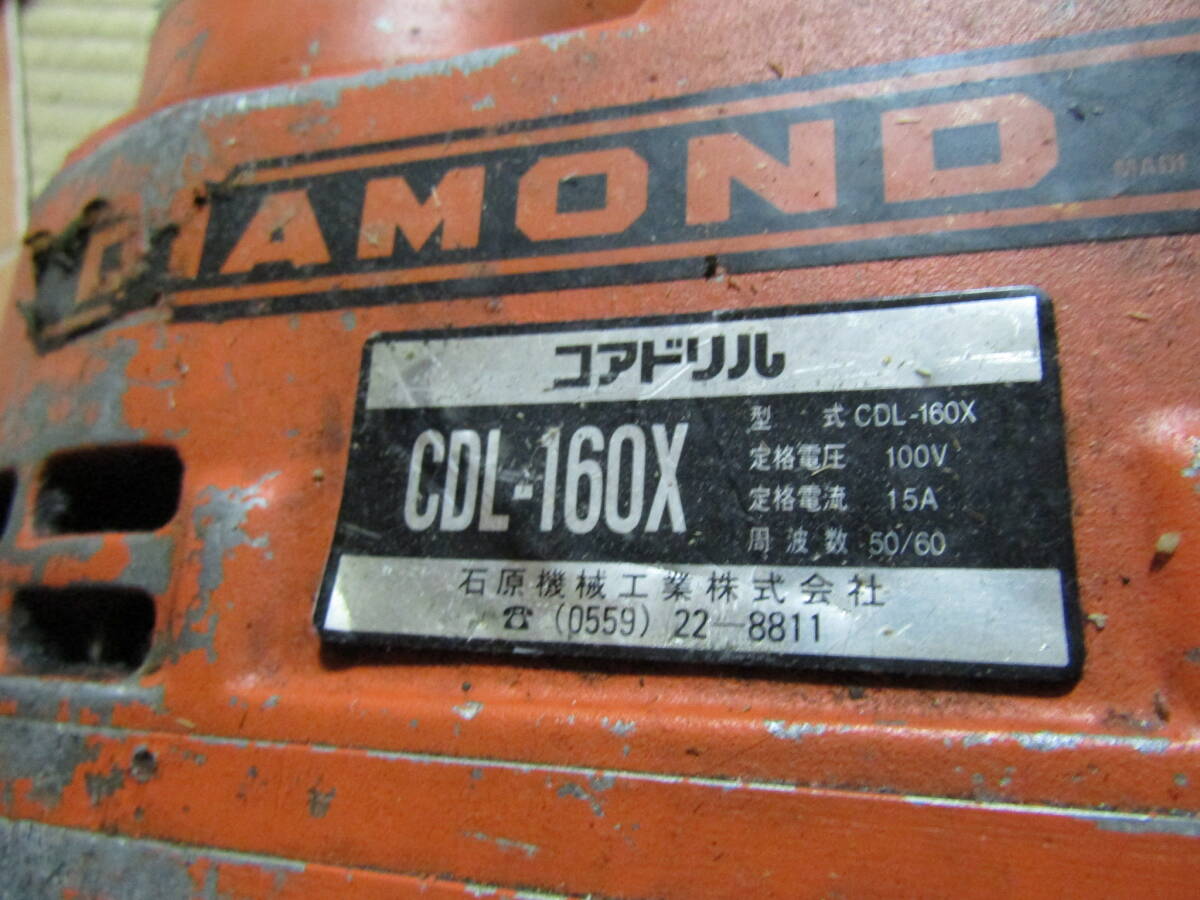 DIAMOND
MADE
コアドリル
CDL-160X
型 式 CDL-160X
定格電圧 100V
定格電流 15A
周波数 50/60
石原機械工業株式会社
☎ (0559) 22-8811